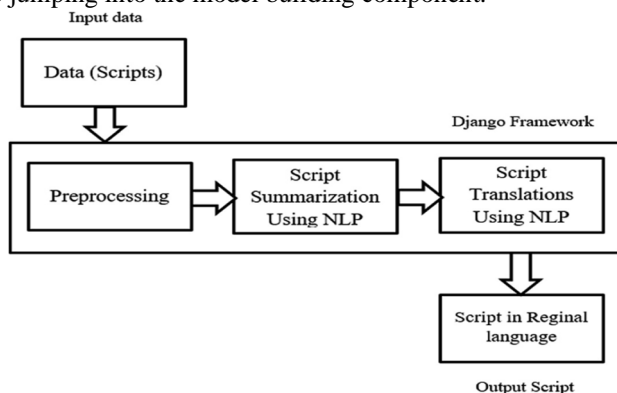 jumping into the model building component.
Input data
Data (Scripts)
Django Framework
Preprocessing
Script
Summarization
Using NLP
Script
Translations
Using NLP
Script in Reginal
language
Output Script